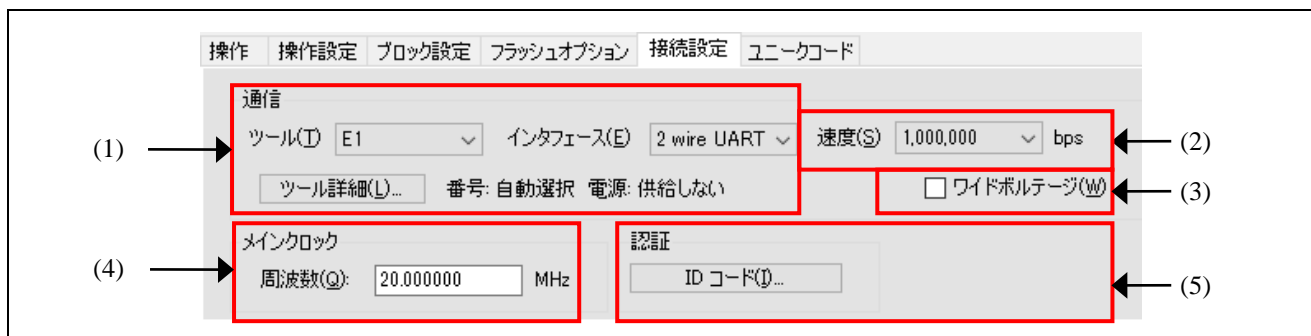 操作 操作設定 ブロック設定 フラッシュオプション 接続設定 ユニークコード
通信
(1) ツール(T) E1 インタフェース(E) 2 wire UART 速度(S) 1,000,000 bps (2)
ツール詳細(L)... 番号: 自動選択 電源: 供給しない ワイドボルテージ(W) (3)
メインクロック 認証
(4) 周波数(Q): 20.000000 MHz ID コード(I)... (5)